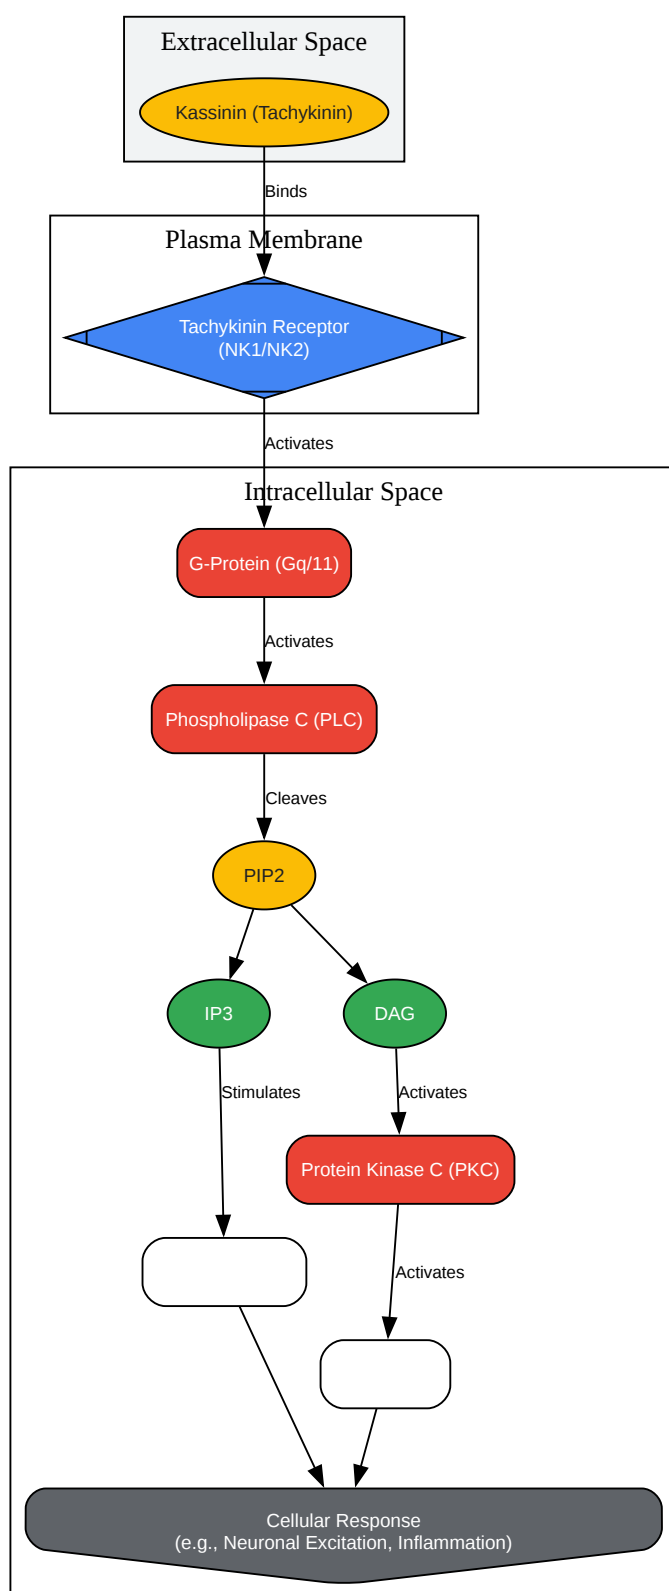 Extracellular Space
Kassinin (Tachykinin)
Binds
Plasma Membrane
Tachykinin Receptor
(NK1/NK2)
Activates
Intracellular Space
G-Protein (Gq/11)
Activates
Phospholipase C (PLC)
Cleaves
PIP2
IP3
DAG
Stimulates
Activates
Protein Kinase C (PKC)
Activates
Cellular Response
(e.g., Neuronal Excitation, Inflammation)